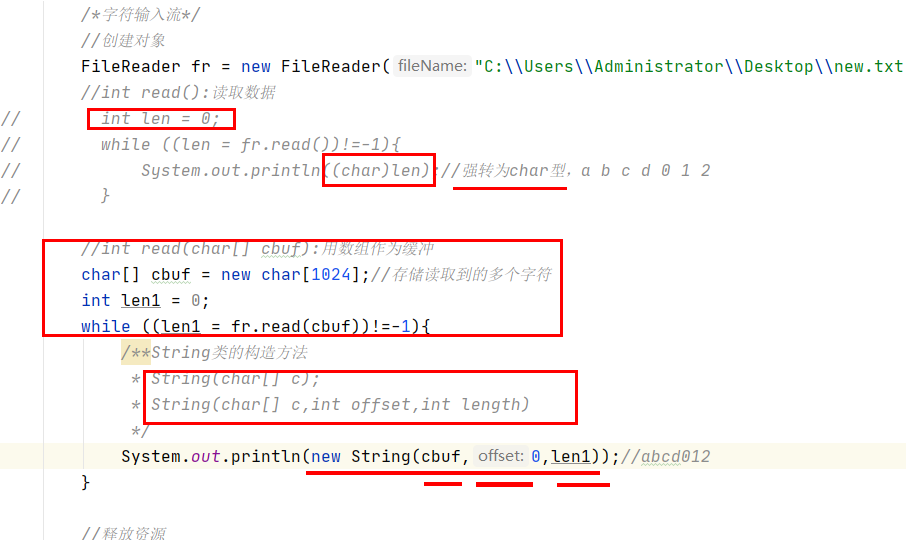 /*字符输入流*/
//创建对象
FileReader fr = new FileReader( fileName: "C:\\Users\\Administrator\\Desktop\\new.txt
//int read():读取数据
// int len = 0;
// while ((len = fr.read())!=-1){
// System.out.println((char)len);//强转为char型，a b c d 0 1 2
// }
//int read(char[] cbuf):用数组作为缓冲
char[] cbuf = new char[1024];//存储读取到的多个字符
int len1 = 0;
while ((len1 = fr.read(cbuf))!=-1){
/**String类的构造方法
* String(char[] c);
* String(char[] c,int offset,int length)
*/
System.out.println(new String(cbuf, offset: 0,len1));//abcd012
}
//释放资源